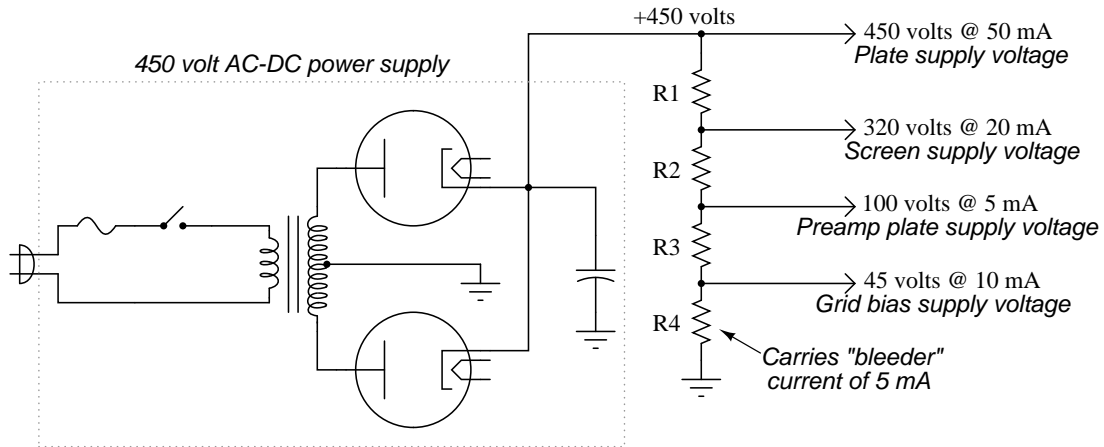 +450 volts
450 volts @ 50 mA
Plate supply voltage
450 volt AC-DC power supply
R1
320 volts @ 20 mA
Screen supply voltage
R2
100 volts @ 5 mA
Preamp plate supply voltage
R3
45 volts @ 10 mA
Grid bias supply voltage
R4
Carries "bleeder"
current of 5 mA